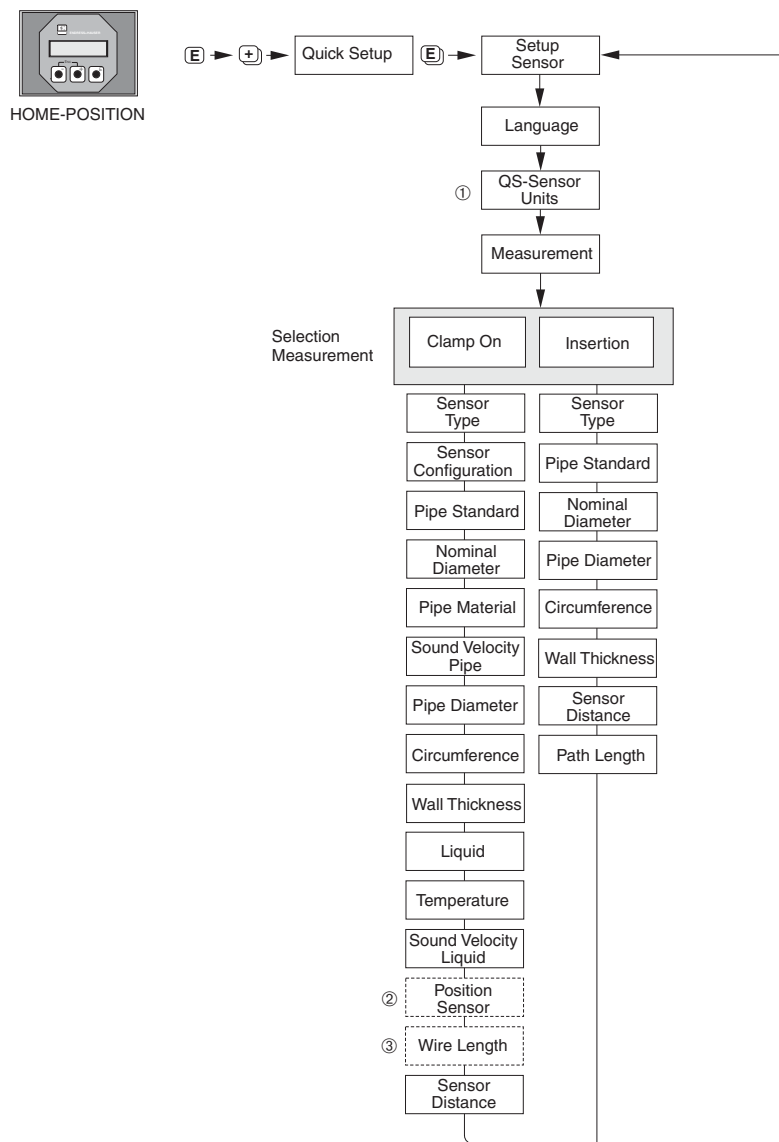 HOME-POSITION
E
+
Quick Setup
E
Setup
Sensor
Language
①
QS-Sensor
Units
Measurement
Selection
Measurement
Clamp On
Insertion
Sensor
Type
Sensor
Configuration
Pipe Standard
Nominal
Diameter
Pipe Material
Sound Velocity
Pipe
Pipe Diameter
Circumference
Wall Thickness
Liquid
Temperature
Sound Velocity
Liquid
②
Position
Sensor
③
Wire Length
Sensor
Distance
Sensor
Type
Pipe Standard
Nominal
Diameter
Pipe Diameter
Circumference
Wall Thickness
Sensor
Distance
Path Length